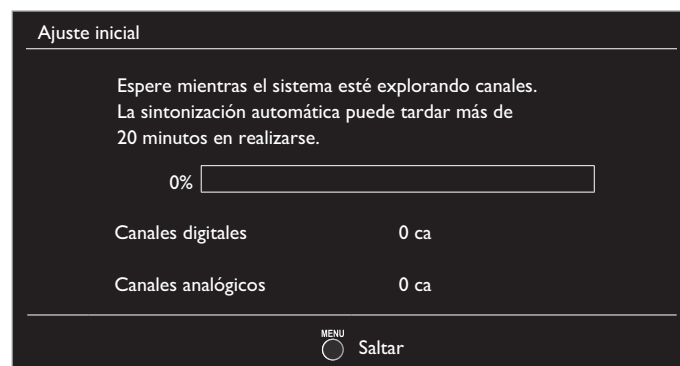 Ajuste inicial
Espere mientras el sistema esté explorando canales.
La sintonización automática puede tardar más de
20 minutos en realizarse.
0%
Canales digitales 0 ca
Canales analógicos 0 ca
MENU Saltar